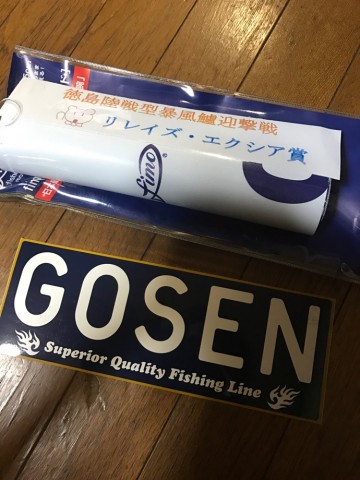 徳島陸戦型暴風鱸迎撃戦
リレイズ・エクシア賞
fimo
GOSEN
Superior Quality Fishing Line